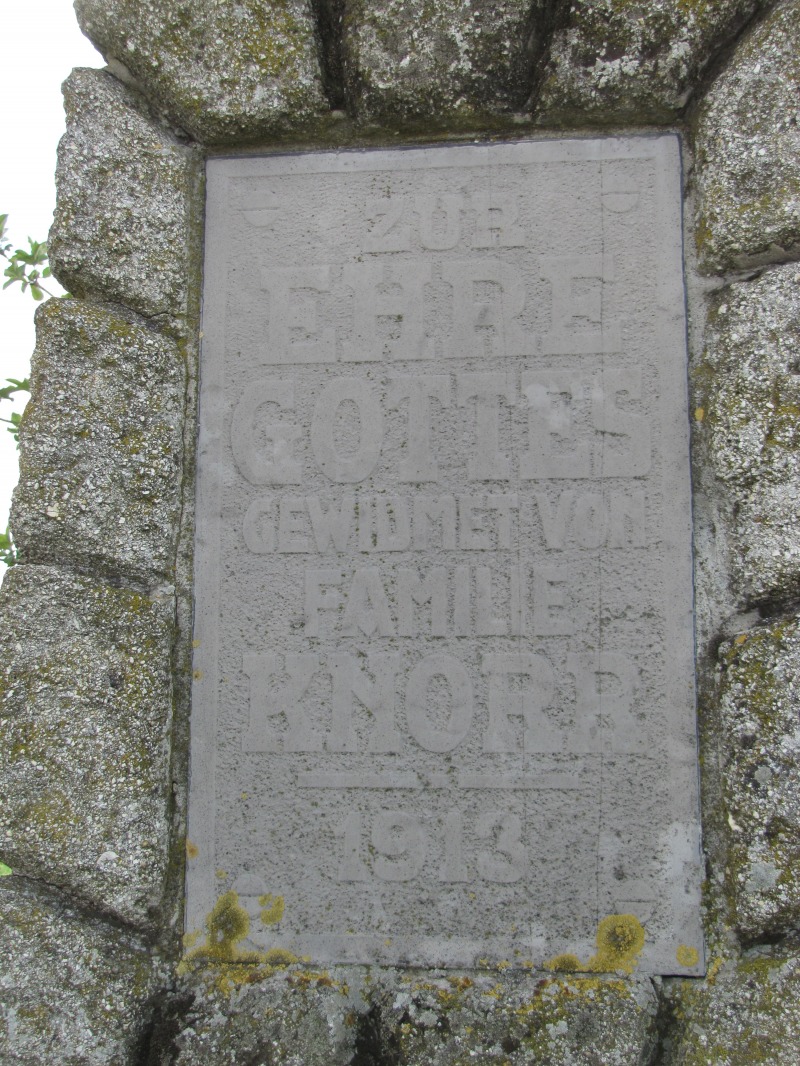 ZUR
EHRE
GOTTES
GEWIDMET VON
FAMILIE
KNORR
1913